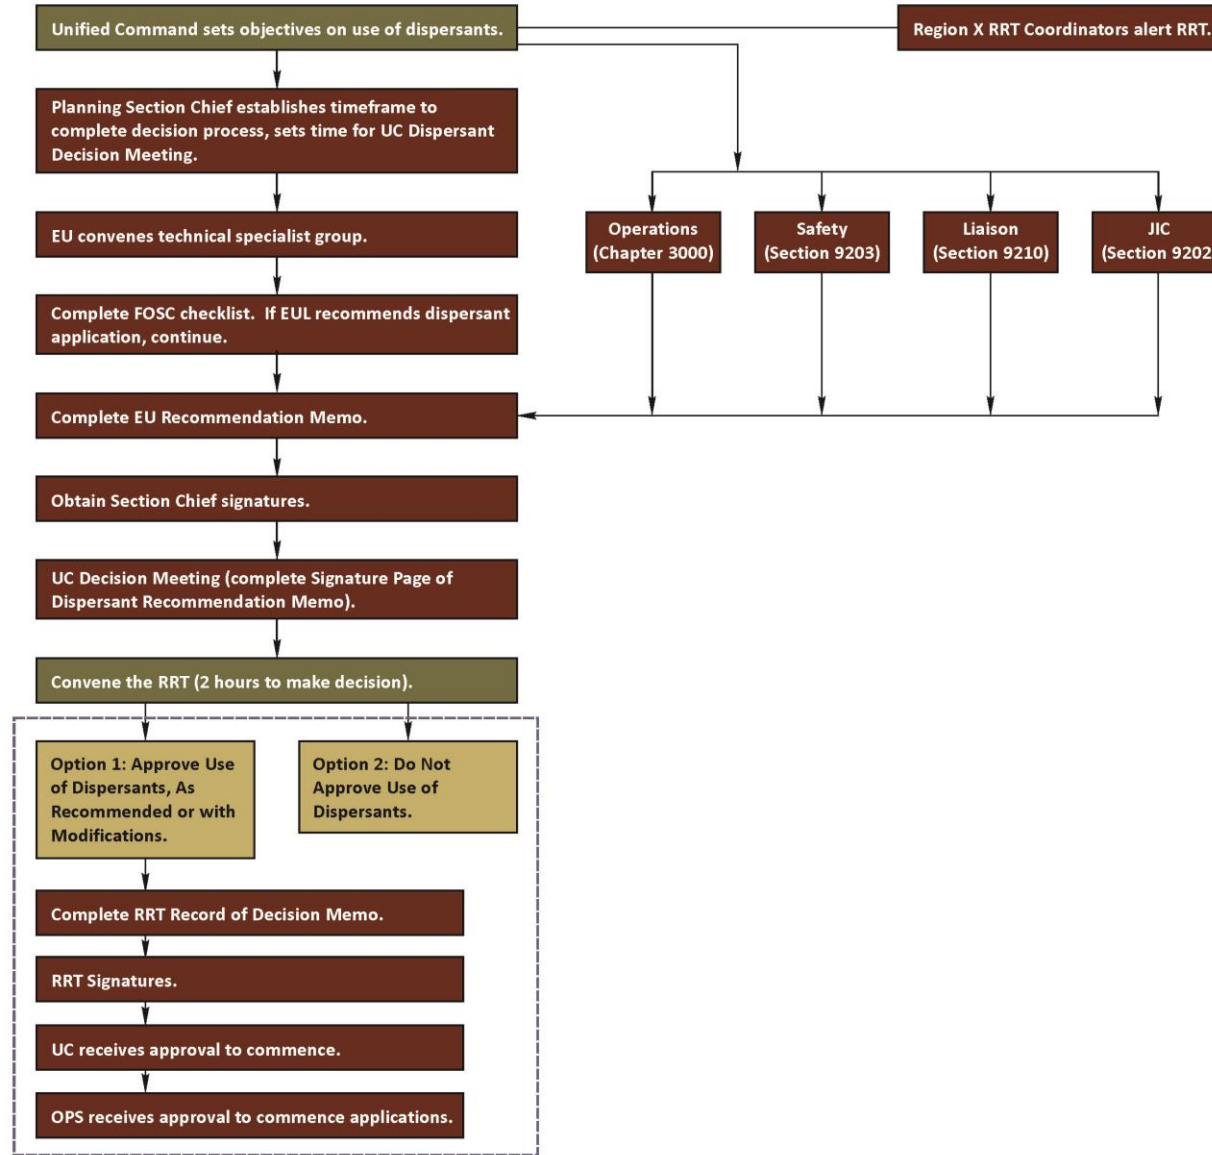 Unified Command sets objectives on use of dispersants.
Region X RRT Coordinators alert RRT.
Planning Section Chief establishes timeframe to
complete decision process, sets time for UC Dispersant
Decision Meeting.
EU convenes technical specialist group.
Operations
(Chapter 3000)
Safety
(Section 9203)
Liaison
(Section 9210)
JIC
(Section 9202
Complete FOSC checklist.  If EUL recommends dispersant
application, continue.
Complete EU Recommendation Memo.
Obtain Section Chief signatures.
UC Decision Meeting (complete Signature Page of
Dispersant Recommendation Memo).
Convene the RRT (2 hours to make decision).
Option 1: Approve Use
of Dispersants, As
Recommended or with
Modifications.
Option 2: Do Not
Approve Use of
Dispersants.
Complete RRT Record of Decision Memo.
RRT Signatures.
UC receives approval to commence.
OPS receives approval to commence applications.